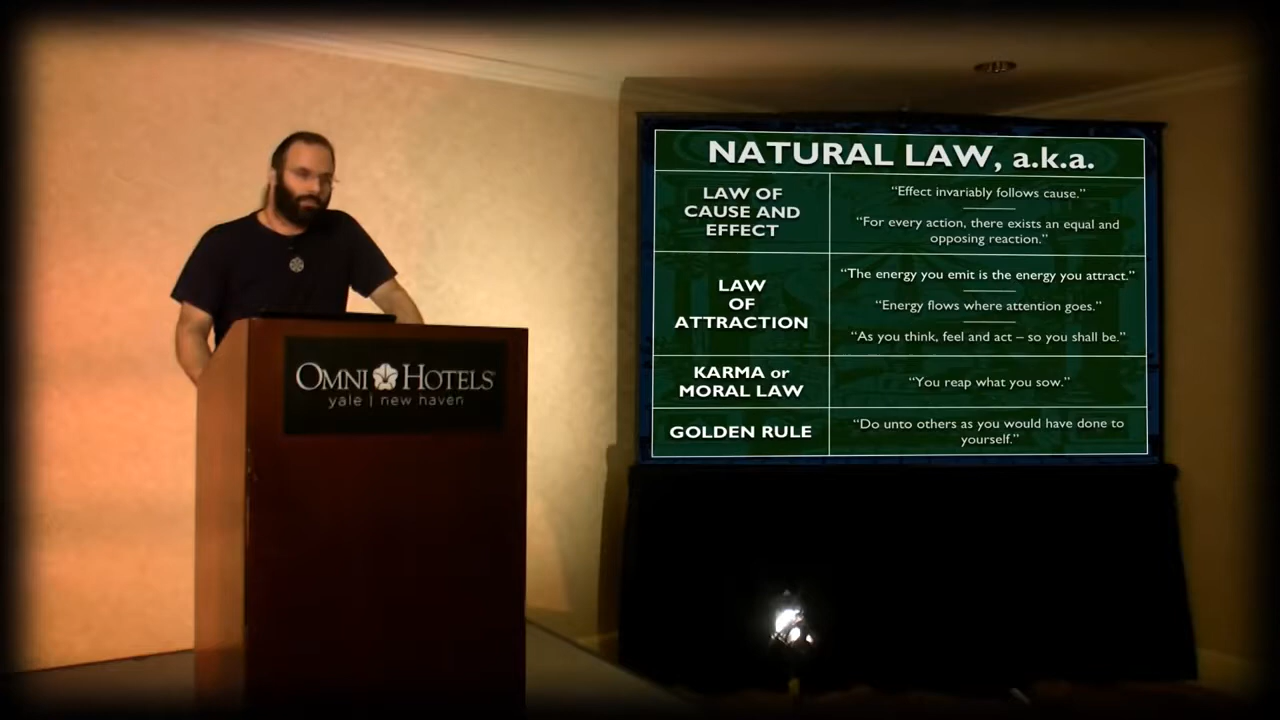 OMNI HOTELS
yale | new haven
NATURAL LAW, a.k.a.
LAW OF
CAUSE AND
EFFECT
“Effect invariably follows cause.”
“For every action, there exists an equal and
opposing reaction.”
LAW
OF
ATTRACTION
“The energy you emit is the energy you attract.”
“Energy flows where attention goes.”
“As you think, feel and act – so you shall be.”
KARMA or
MORAL LAW
“You reap what you sow.”
GOLDEN RULE
“Do unto others as you would have done to
yourself.”